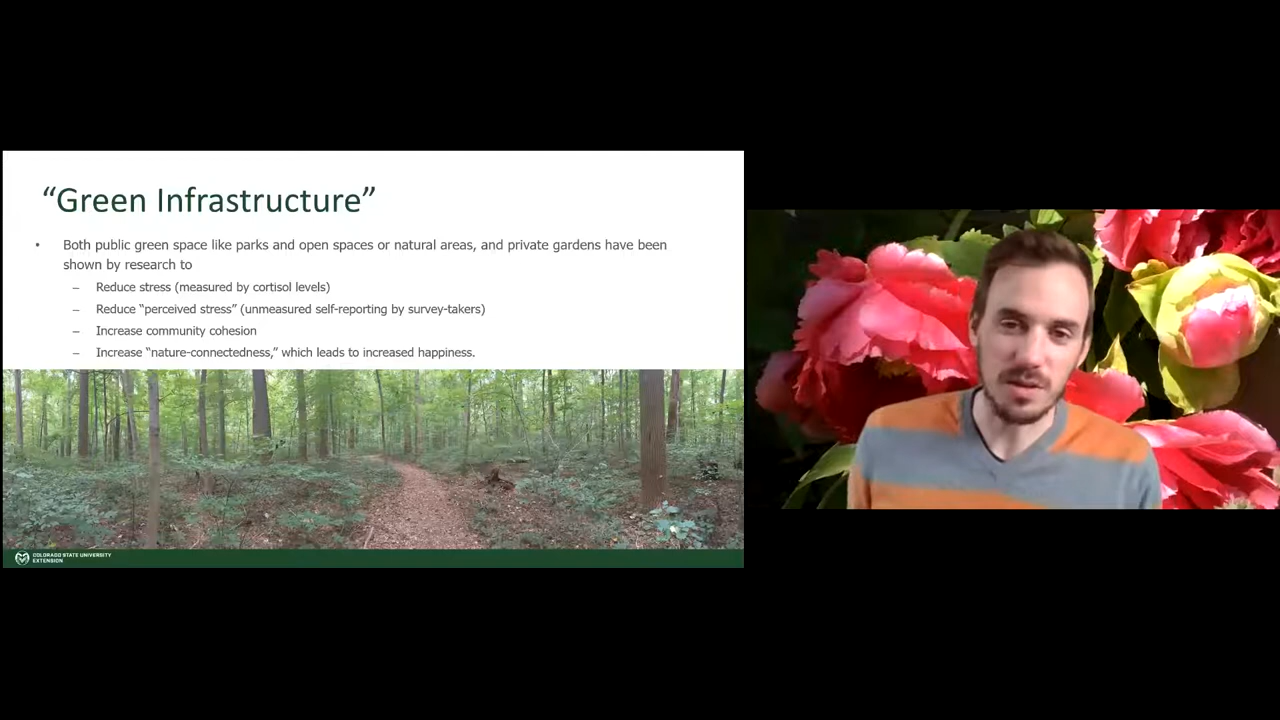 “Green Infrastructure”
• Both public green space like parks and open spaces or natural areas, and private gardens have been
shown by research to
– Reduce stress (measured by cortisol levels)
– Reduce “perceived stress” (unmeasured self-reporting by survey-takers)
– Increase community cohesion
– Increase “nature-connectedness,” which leads to increased happiness.
COLORADO STATE UNIVERSITY
EXTENSION